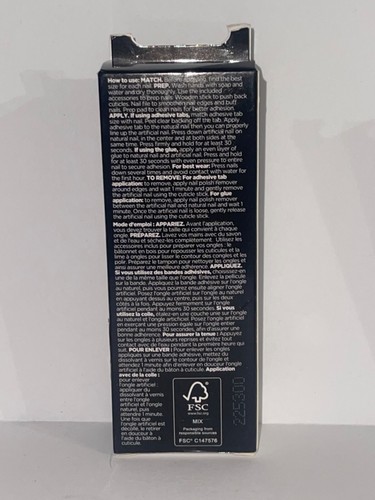 How to use: MATCH. Before applying, find the best
size for each nail. PREP. Wash hands with soap and
water and dry thoroughly. Use the included
accessories to prep nails. Wooden stick to push back
cuticles. Nail file to smoothen nail edges and buff
nails. Prep pad to clean nails for better adhesion.
APPLY. If using adhesive tabs, match adhesive tab
size with nail. Peel clear backing off the tab. Apply
adhesive tab to the natural nail then you can properly
line up nail. Press down artificial nail on
natural nail, in the center and at both sides at the
same time. Press firmly and hold for at least 30
seconds. If using the glue, apply an even layer of
glue to natural nail and artificial nail. Press and hold
for at least 30 seconds with even pressure to entire
nail to secure adhesion. For best wear: Press nails
down several times and avoid contact with water for
the first hour. TO REMOVE: For adhesive tab
application: to remove, apply nail polish remover
around edges and wait 1 minute and gently remove
the artificial nails using the cuticle stick. For glue
application: to remove, apply nail polish remover
between the artificial and natural nail and wait 1
minute. Once the artificial nail is loose, gently release
the artificial nail using the cuticle stick.
Mode d'emploi : APPARIEZ. Avant l'application,
vous devez trouver la taille qui convient à chaque
ongle. PRÉPAREZ. Lavez vos mains avec du savon
et de l'eau et séchez-les complètement. Utilisez les
accessoires inclus pour préparer vos ongles : le
bâtonnet en bois pour repousser les cuticules et la
lime à ongles pour lisser le contour des ongles et les
polir. Préparez le tampon pour nettoyer les ongles et
ainsi assurer une meilleure adhérence. APPLIQUEZ.
Si vous utilisez des bandes adhésives, choisissez-en
une de la même taille que l'ongle. Enlevez la pellicule
sur la bande. Appliquez la bande adhésive sur l'ongle
au naturel, puis vous pourrez ensuite aligner l'ongle
artificiel. Posez l'ongle artificiel sur l'ongle au naturel
en appuyant dessus au centre, puis sur les deux
côtés à la fois. Appuyez fermement sur l'ongle
artificiel pendant au moins 30 secondes. Si vous
utilisez la colle, étalez-en une couche unie sur l'ongle
au naturel et l'ongle artificiel. Posez l'ongle artificiel
en exerçant une pression égale sur l'ongle entier
pendant au moins 30 secondes, afin d'assurer une
bonne adhérence. Pour assurer la tenue : Appuyez
sur les ongles à plusieurs reprises et évitez tout
contact avec de l'eau pendant la première heure qui
suit. POUR ENLEVER : Pour enlever les ongles
appliqués sur une bande adhésive, mettez du
dissolvant à vernis sur le contour de l'ongle et
attendez 1 minute afin d'enlever en douceur l'ongle
artificiel à l'aide du bâton à cuticule. Application
avec de la colle :
pour enlever
l'ongle artificiel :
appliquer du
dissolvant à vernis
entre l'ongle
artificiel et l'ongle
naturel, puis
attendre 1 minute.
Une fois que
l'ongle artificiel est
décollé, le retirer
en douceur à
l'aide du bâton à
cuticule.
FSC
www.fsc.org
MIX
Packaging from
responsible sources
FSC® C147576
225300